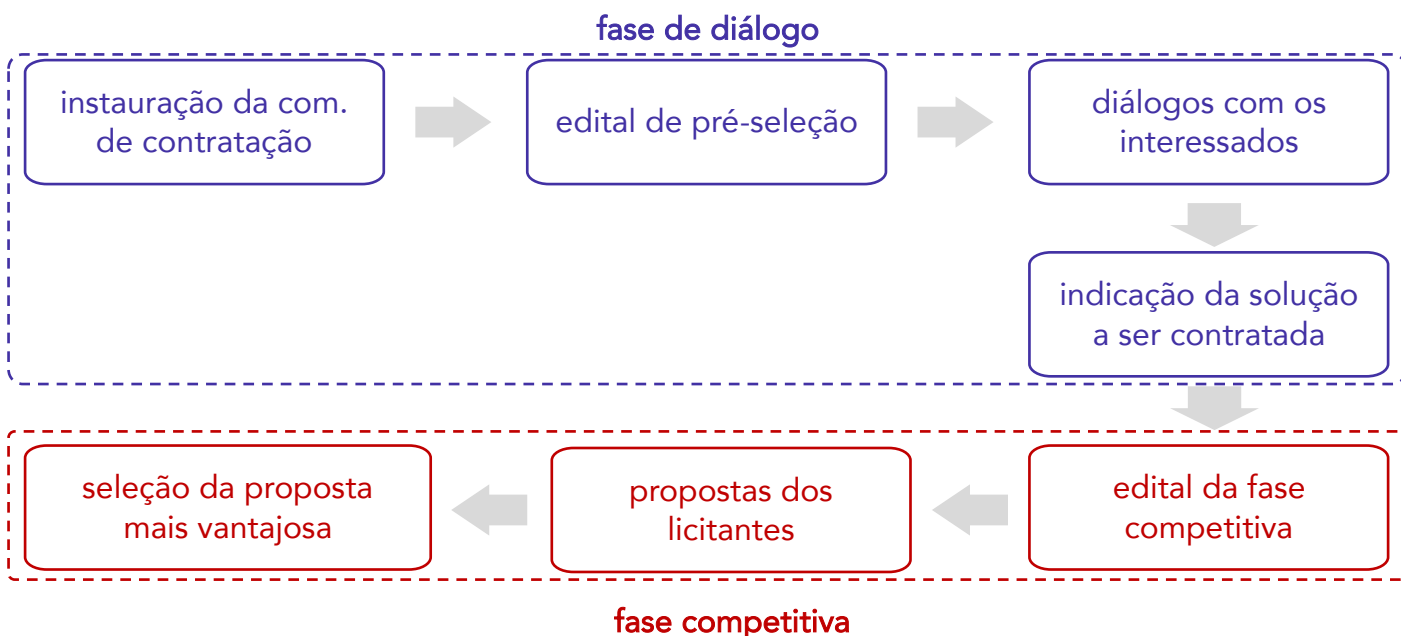 fase de diálogo
instauração da com.
de contratação
edital de pré-seleção
diálogos com os
interessados
indicação da solução
a ser contratada
edital da fase
competitiva
propostas dos
licitantes
seleção da proposta
mais vantajosa
fase competitiva